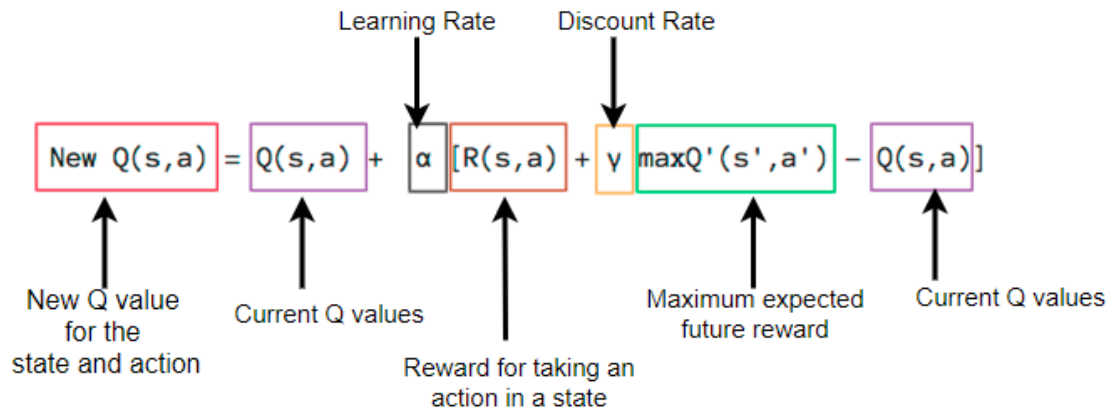 Learning Rate
Discount Rate
New Q(s,a) = Q(s,a) + α [R(s,a) + γ maxQ'(s',a') - Q(s,a)]
New Q value
for the
state and action
Current Q values
Reward for taking an
action in a state
Maximum expected
future reward
Current Q values